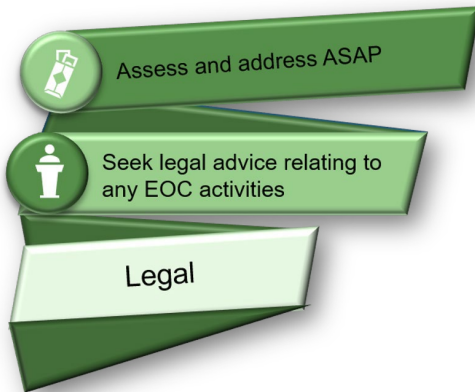 Assess and address ASAP
Seek legal advice relating to
any EOC activities
Legal